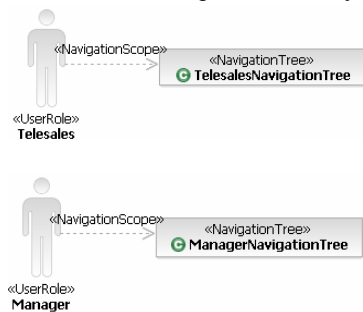 «NavigationScope»
«NavigationTree»
C TelesalesNavigationTree
«UserRole»
Telesales
«NavigationScope»
«NavigationTree»
C ManagerNavigationTree
«UserRole»
Manager